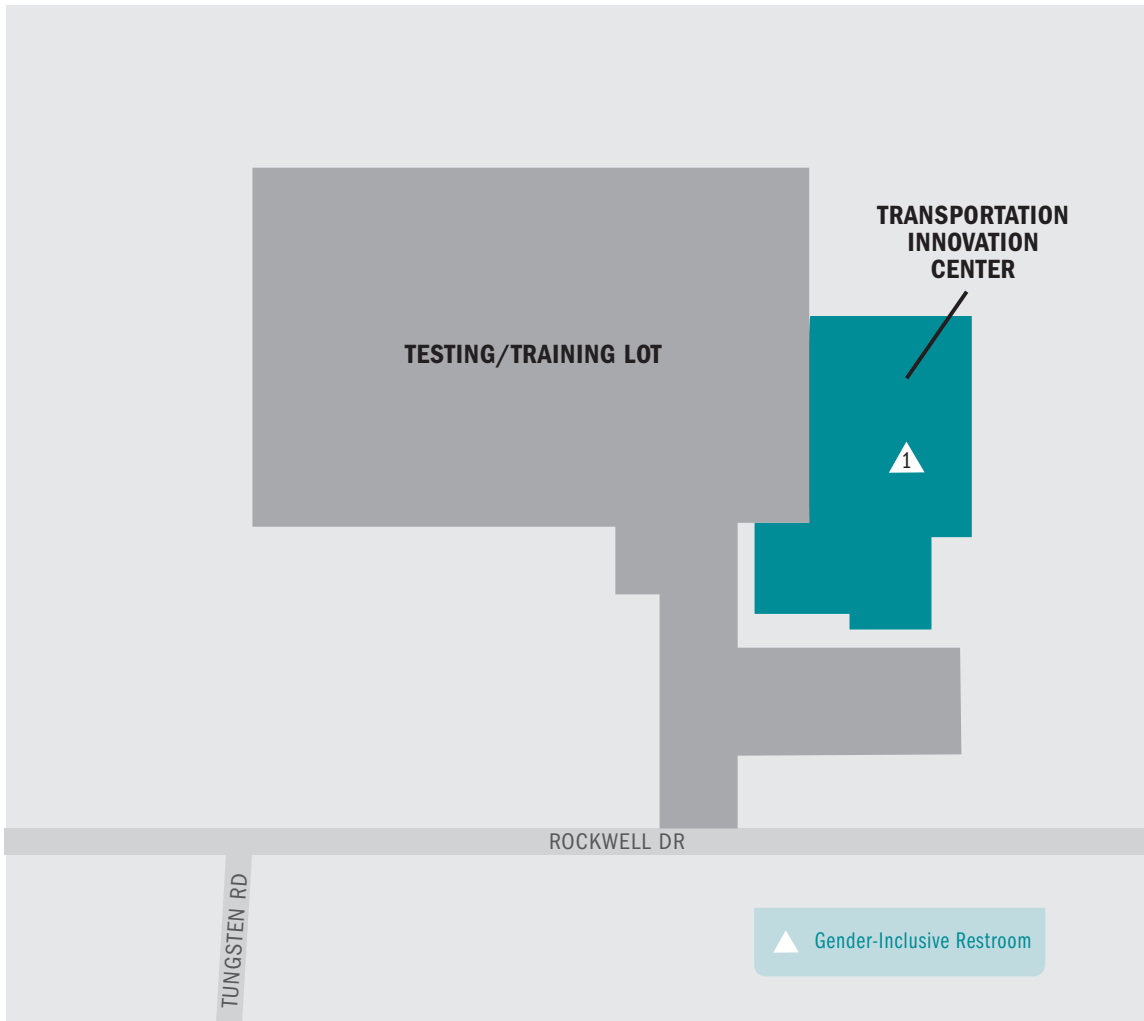 TRANSPORTATION
INNOVATION
CENTER
TESTING/TRAINING LOT
1
ROCKWELL DR
TUNGSTEN RD
Gender-Inclusive Restroom